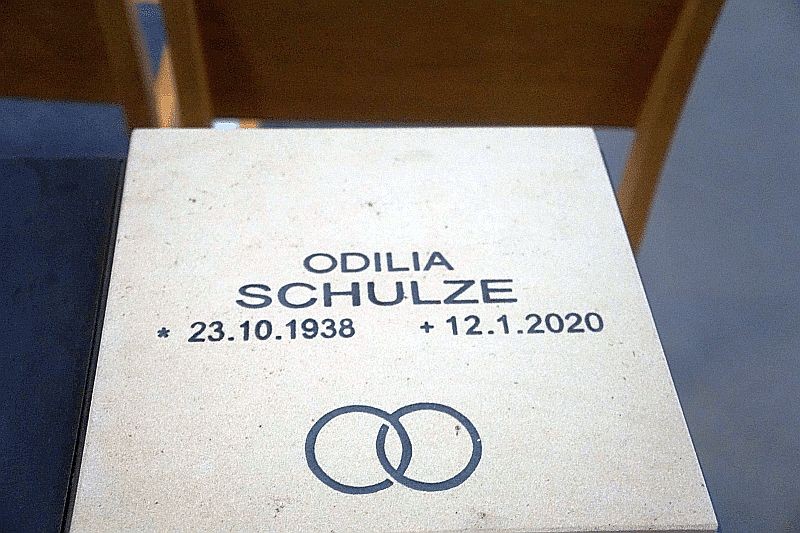 ODILIA
SCHULZE
* 23.10.1938 + 12.1.2020